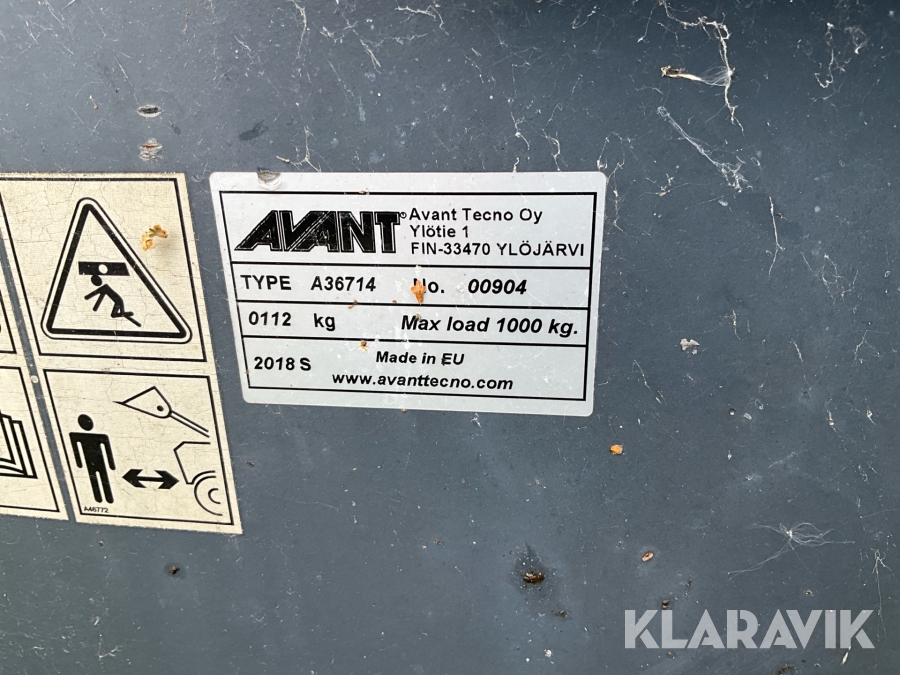 AVANT®
Avant Tecno Oy
Ylötie 1
FIN-33470 YLÖJÄRVI
TYPE A36714 No. 00904
0112 kg Max load 1000 kg.
2018 S Made in EU
www.avanttecno.com
A46772
KLARAVIK